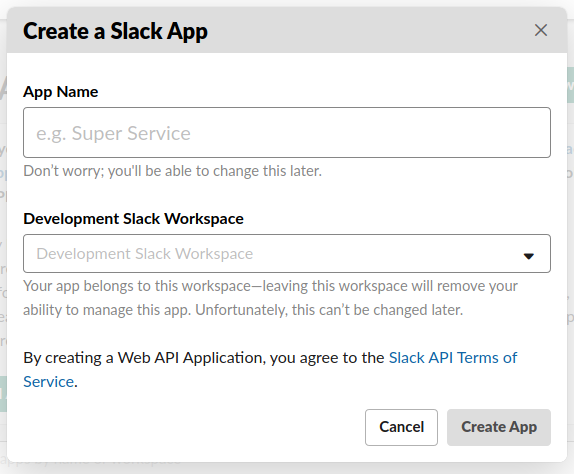 Create a Slack App
App Name
e.g. Super Service
Don't worry; you'll be able to change this later.
Development Slack Workspace
Development Slack Workspace
Your app belongs to this workspace—leaving this workspace will remove your
ability to manage this app. Unfortunately, this can't be changed later.
By creating a Web API Application, you agree to the Slack API Terms of
Service.
Cancel
Create App